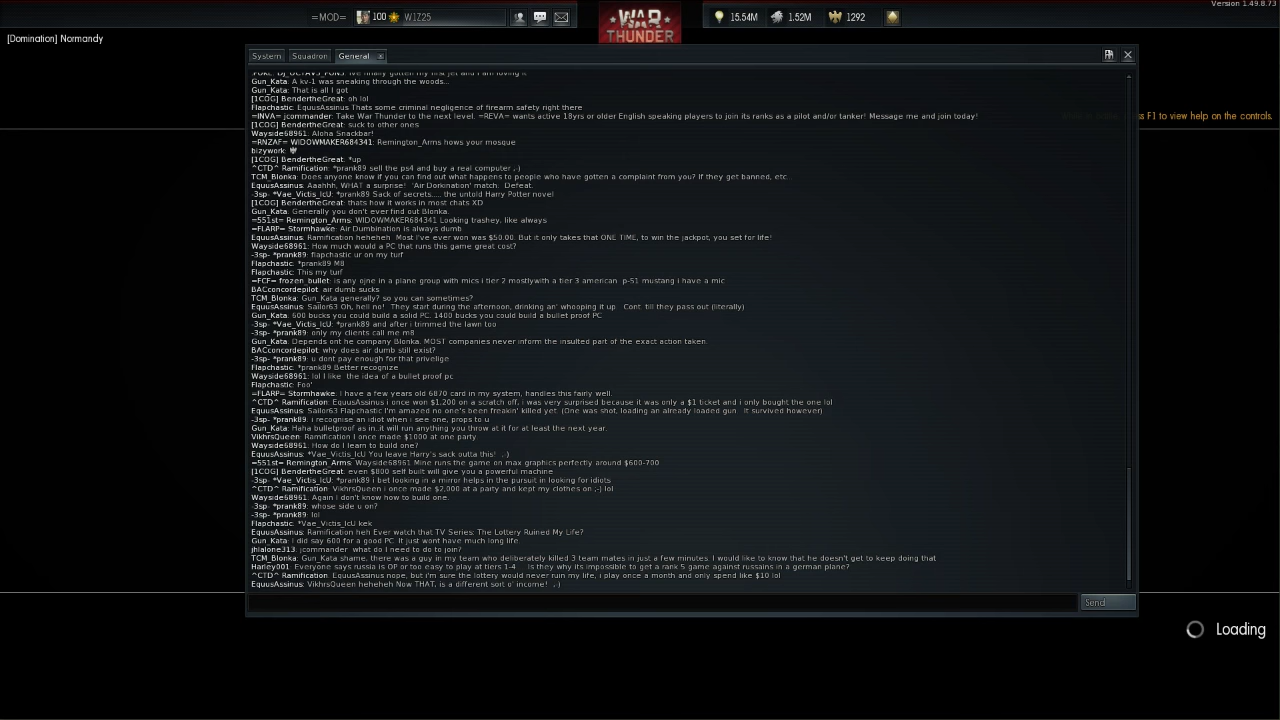 Version 1.49.8.73
=MOD= 100 W1Z25
WAR THUNDER
15.54M 1.52M 1292
[Domination] Normandy
System Squadron General
Gun_Kata: A kv-1 was sneaking through the woods...
Gun_Kata: That is all I got
[1COG] BendertheGreat: oh lol
Flapchastic: EquusAssinus Thats some criminal negligence of firearm safety right there
=INVA= jcommander: Take War Thunder to the next level. =REVA= wants active 18yrs or older English speaking players to join its ranks as a pilot and/or tanker! Message me and join today!
ss F1 to view help on the controls.
[1COG] BendertheGreat: suck to other ones
Wayside68961: Aloha Snackbar!
=RNZAF= WIDOWMAKER684341: Remington_Arms hows your mosque
bizywork:
[1COG] BendertheGreat: *up
^CTD^ Ramification: *prank89 sell the ps4 and buy a real computer ;-)
TCM_Blonka: Does anyone know if you can find out what happens to people who have gotten a complaint from you? If they get banned, etc..
EquusAssinus: Aaahhh, WHAT a surprise! 'Air Dorkination' match. Defeat.
-3sp- *Vae_Victis_IcU: *prank89 Sack of secrets.... the untold Harry Potter novel
[1COG] BendertheGreat: thats how it works in most chats XD
Gun_Kata: Generally you don't ever find out Blonka.
=551st= Remington_Arms: WIDOWMAKER684341 Looking trashey, like always
=FLARP= Stormhawke: Air Dumbination is always dumb
EquusAssinus: Ramification heheheh Most I've ever won was $50.00. But it only takes that ONE TIME, to win the jackpot, you set for life!
Wayside68961: How much would a PC that runs this game great cost?
-3sp- *prank89: flapchastic ur on my turf
Flapchastic: *prank89 M8
Flapchastic: This my turf
=FCF= frozen_bullet: is any ojne in a plane group with mics i tier 2 mostlywith a tier 3 american p-51 mustang i have a mic
BACconcordepilot: air dumb sucks
TCM_Blonka: Gun_Kata generally? so you can sometimes?
EquusAssinus: Sailor63 Oh, hell no! They start during the afternoon, drinking an' whooping it up Cont. till they pass out (literally)
Gun_Kata: 600 bucks you could build a solid PC. 1400 bucks you could build a bullet proof PC
-3sp- *Vae_Victis_IcU: *prank89 and after i trimmed the lawn too
-3sp- *prank89: only my clients call me m8
Gun_Kata: Depends ont he company Blonka. MOST companies never inform the insulted part of the exact action taken.
BACconcordepilot: why does air dumb still exist?
-3sp- *prank89: u dont pay enough for that privelige
Flapchastic: *prank89 Better recognize
Wayside68961: lol I like the idea of a bullet proof pc
Flapchastic: Foo'
=FLARP= Stormhawke: I have a few years old 6870 card in my system, handles this fairly well.
^CTD^ Ramification: EquusAssinus i once won $1,200 on a scratch off, i was very surprised because it was only a $1 ticket and i only bought the one lol
EquusAssinus: Sailor63 Flapchastic I'm amazed no one's been freakin' killed yet. (One was shot, loading an already loaded gun It survived however)
-3sp- *prank89: i recognise an idiot when i see one, props to u
Gun_Kata: Haha bulletproof as in..it will run anything you throw at it for at least the next year.
VikhrsQueen: Ramification I once made $1000 at one party.
Wayside68961: How do I learn to build one?
EquusAssinus: *Vae_Victis_IcU You leave Harry's sack outta this! ;-)
=551st= Remington_Arms: Wayside68961 Mine runs the game on max graphics perfectly around $600-700
[1COG] BendertheGreat: even $800 self built will give you a powerful machine
-3sp- *Vae_Victis_IcU: *prank89 i bet looking in a mirror helps in the pursuit in looking for idiots
^CTD^ Ramification: VikhrsQueen i once made $2,000 at a party and kept my clothes on ;-) lol
Wayside68961: Again I don't know how to build one.
-3sp- *prank89: whose side u on?
-3sp- *prank89: lol
Flapchastic: *Vae_Victis_IcU kek
EquusAssinus: Ramification heh Ever watch that TV Series: The Lottery Ruined My Life?
Gun_Kata: I did say 600 for a good PC. It just wont have much long life.
jhlalone313: jcommander what do I need to do to join?
TCM_Blonka: Gun_Kata shame, there was a guy in my team who deliberately killed 3 team mates in just a few minutes. I would like to know that he doesn't get to keep doing that
Harley001: Everyone says russia is OP or too easy to play at tiers 1-4 Is they why its impossible to get a rank 5 game against russains in a german plane?
^CTD^ Ramification: EquusAssinus nope, but i'm sure the lottery would never ruin my life, i play once a month and only spend like $10 lol
EquusAssinus: VikhrsQueen heheheh Now THAT, is a different sort o' income! ;-)
Send
Loading